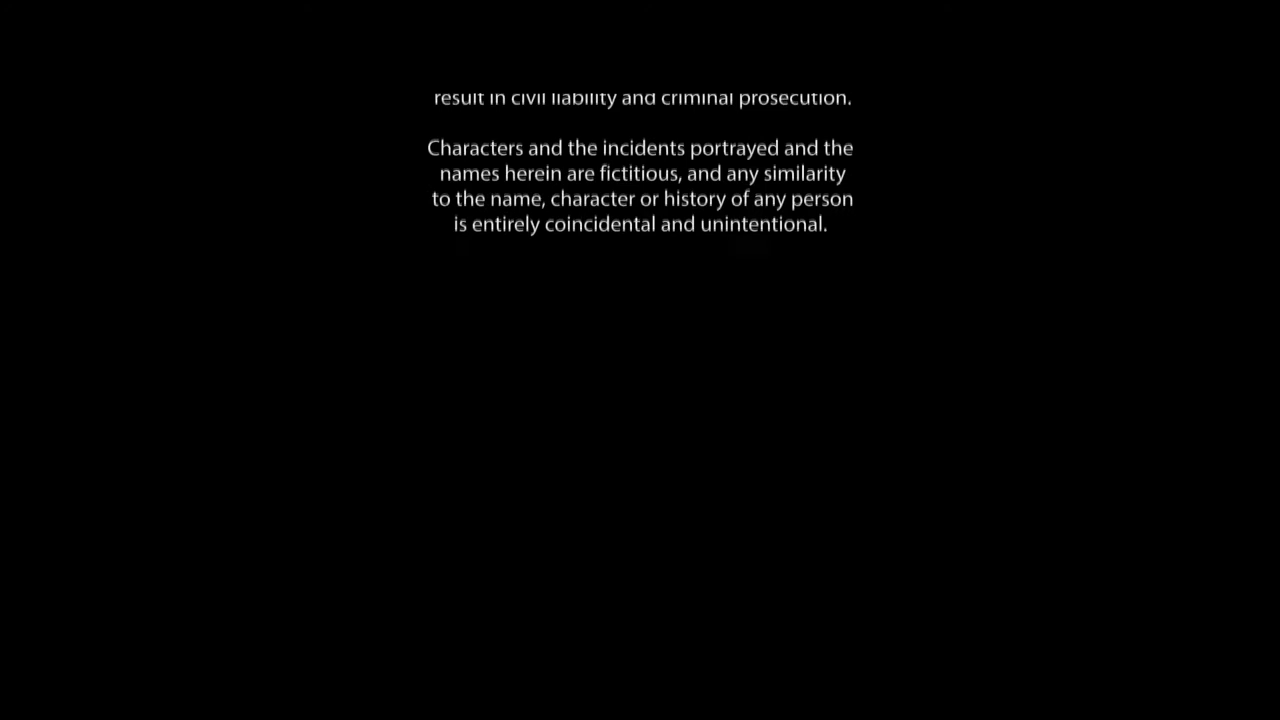 result in civil liability and criminal prosecution.
Characters and the incidents portrayed and the
names herein are fictitious, and any similarity
to the name, character or history of any person
is entirely coincidental and unintentional.